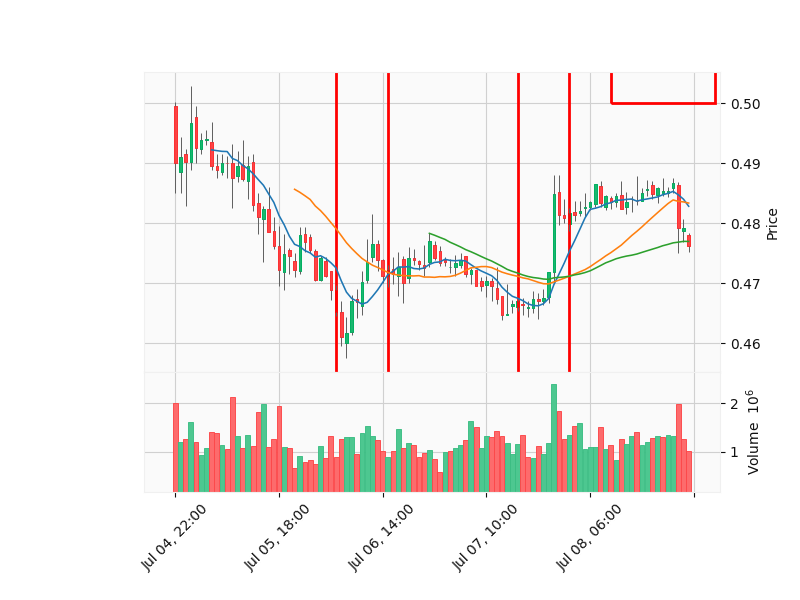 0.50
0.49
0.48
0.47
0.46
Price
2
1
Volume 10^6
Jul 04, 22:00
Jul 05, 18:00
Jul 06, 14:00
Jul 07, 10:00
Jul 08, 06:00